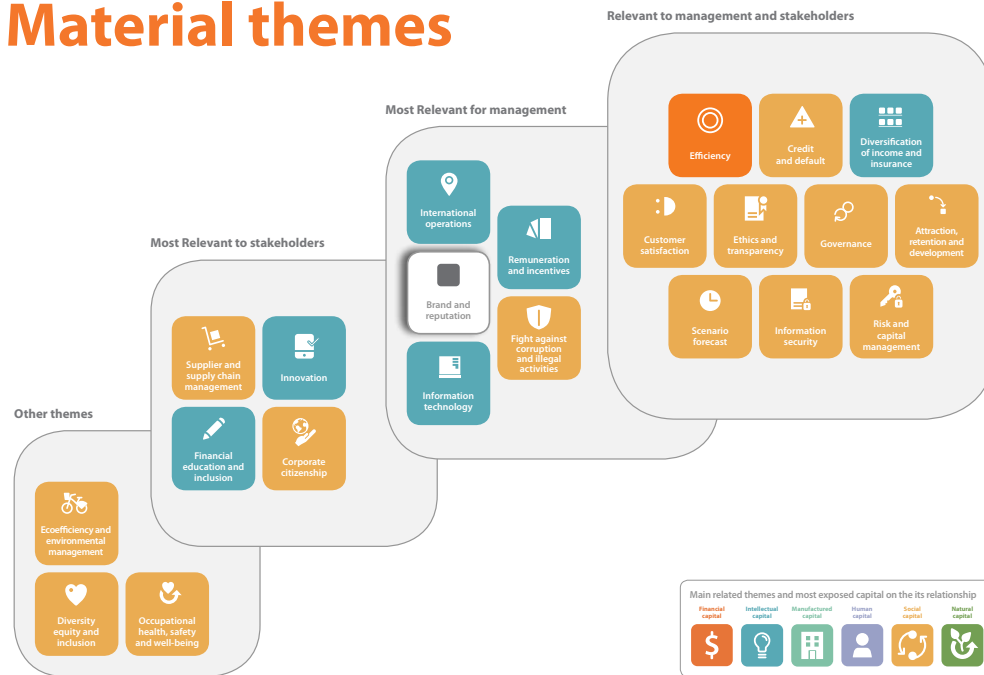 Material themes
Relevant to management and stakeholders
Efficiency
Credit
and default
Diversification
of income and
insurance
Customer
satisfaction
Ethics and
transparency
Governance
Attraction,
retention and
development
Scenario
forecast
Information
security
Risk and
capital
management
Most Relevant for management
International
operations
Remuneration
and incentives
Brand and
reputation
Fight against
corruption
and illegal
activities
Information
technology
Most Relevant to stakeholders
Supplier and
supply chain
management
Innovation
Financial
education and
inclusion
Corporate
citizenship
Other themes
Ecoefficiency and
environmental
management
Diversity
equity and
inclusion
Occupational
health, safety
and well-being
Main related themes and most exposed capital on the its relationship
Financial
capital
Intellectual
capital
Manufactured
capital
Human
capital
Social
capital
Natural
capital
$